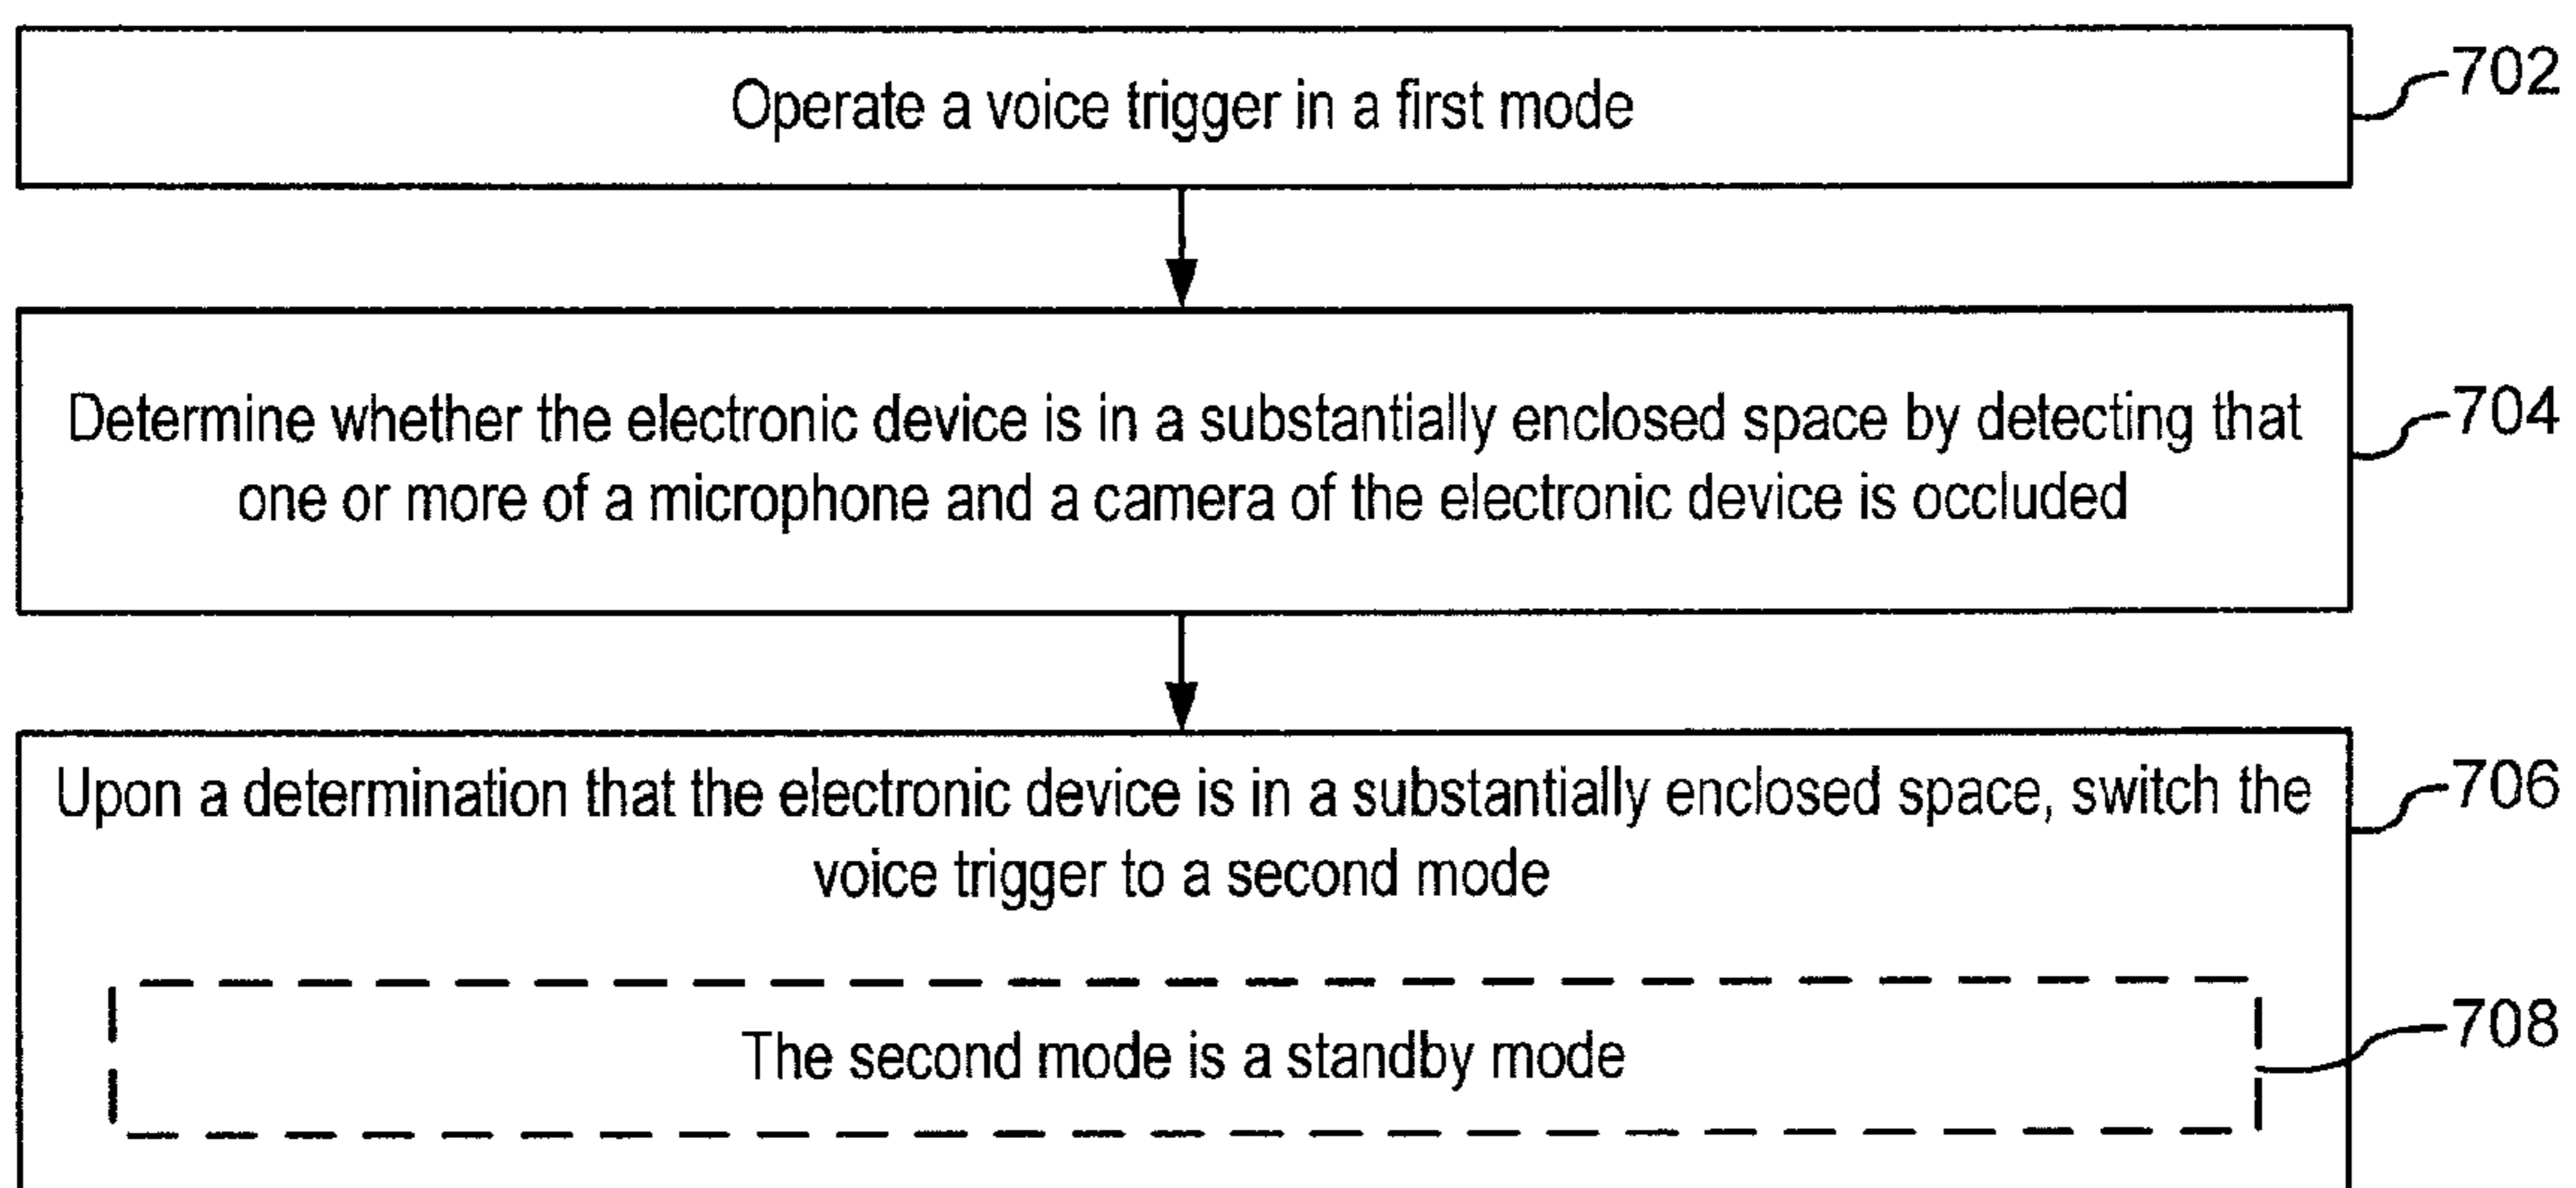 Operate a voice trigger in a first mode
702
Determine whether the electronic device is in a substantially enclosed space by detecting that
one or more of a microphone and a camera of the electronic device is occluded
704
Upon a determination that the electronic device is in a substantially enclosed space, switch the
voice trigger to a second mode
706
The second mode is a standby mode
708